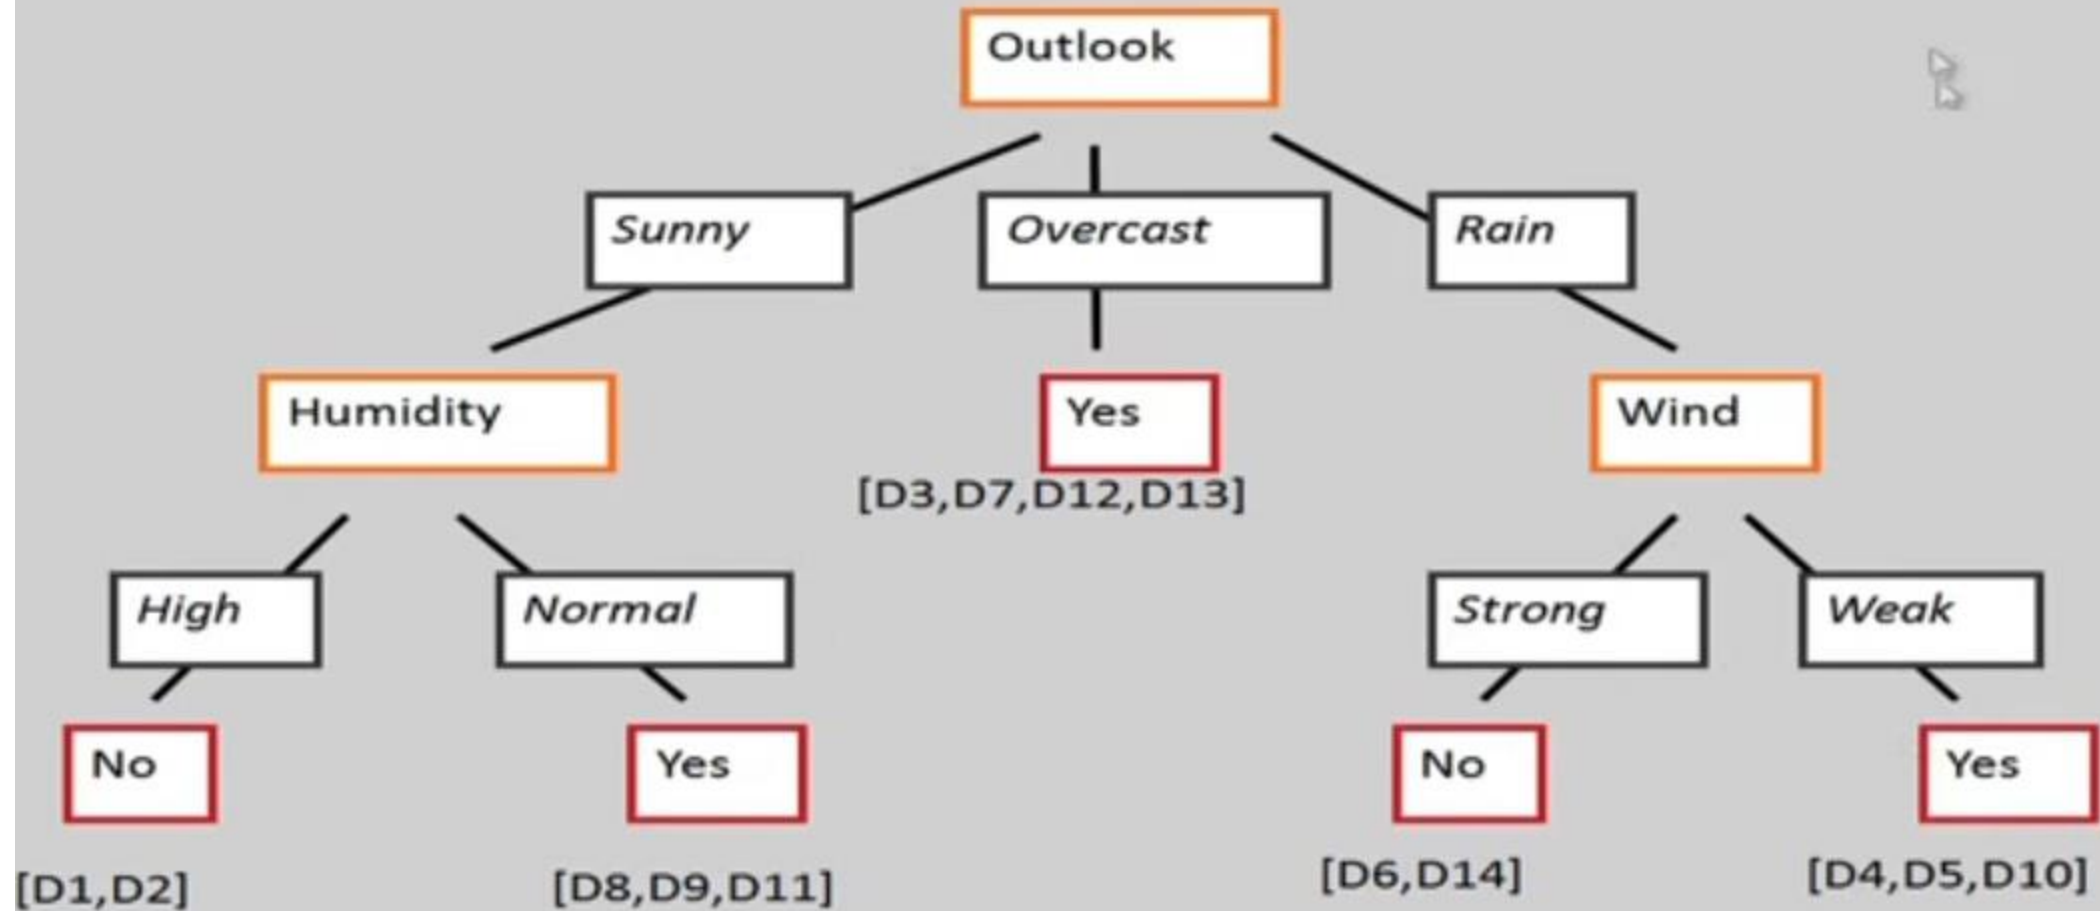 Outlook
Sunny
Overcast
Rain
Humidity
Yes
Wind
[D3,D7,D12,D13]
High
Normal
Strong
Weak
No
Yes
No
Yes
[D1,D2]
[D8,D9,D11]
[D6,D14]
[D4,D5,D10]